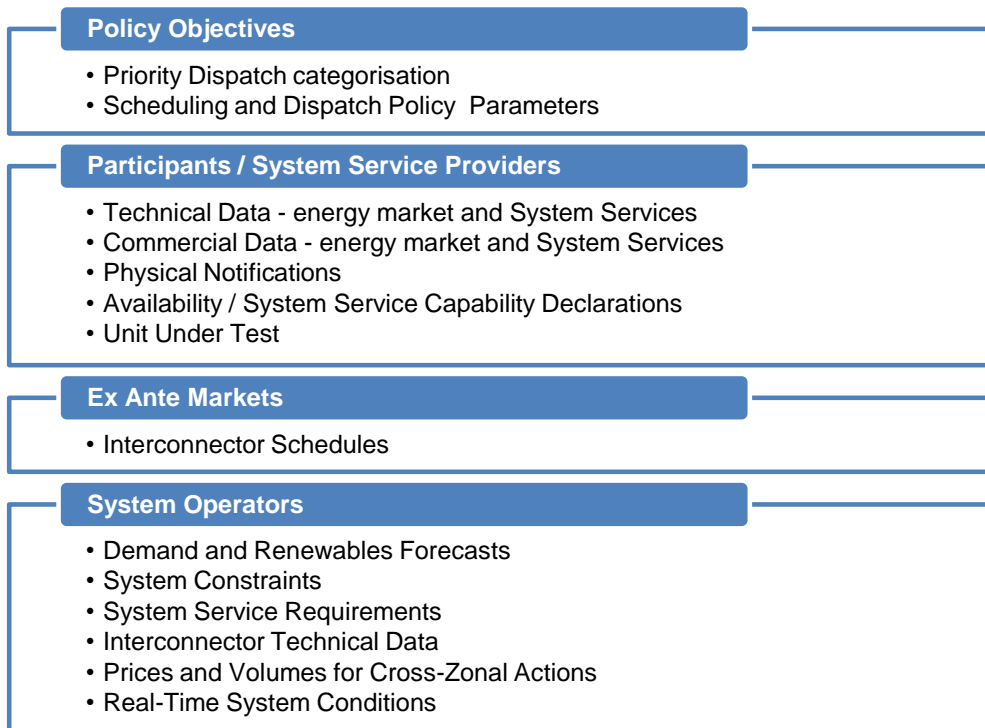 Policy Objectives
• Priority Dispatch categorisation
• Scheduling and Dispatch Policy  Parameters
Participants / System Service Providers
• Technical Data - energy market and System Services
• Commercial Data - energy market and System Services
• Physical Notifications
• Availability / System Service Capability Declarations
• Unit Under Test
Ex Ante Markets
• Interconnector Schedules
System Operators
• Demand and Renewables Forecasts
• System Constraints
• System Service Requirements
• Interconnector Technical Data
• Prices and Volumes for Cross-Zonal Actions
• Real-Time System Conditions